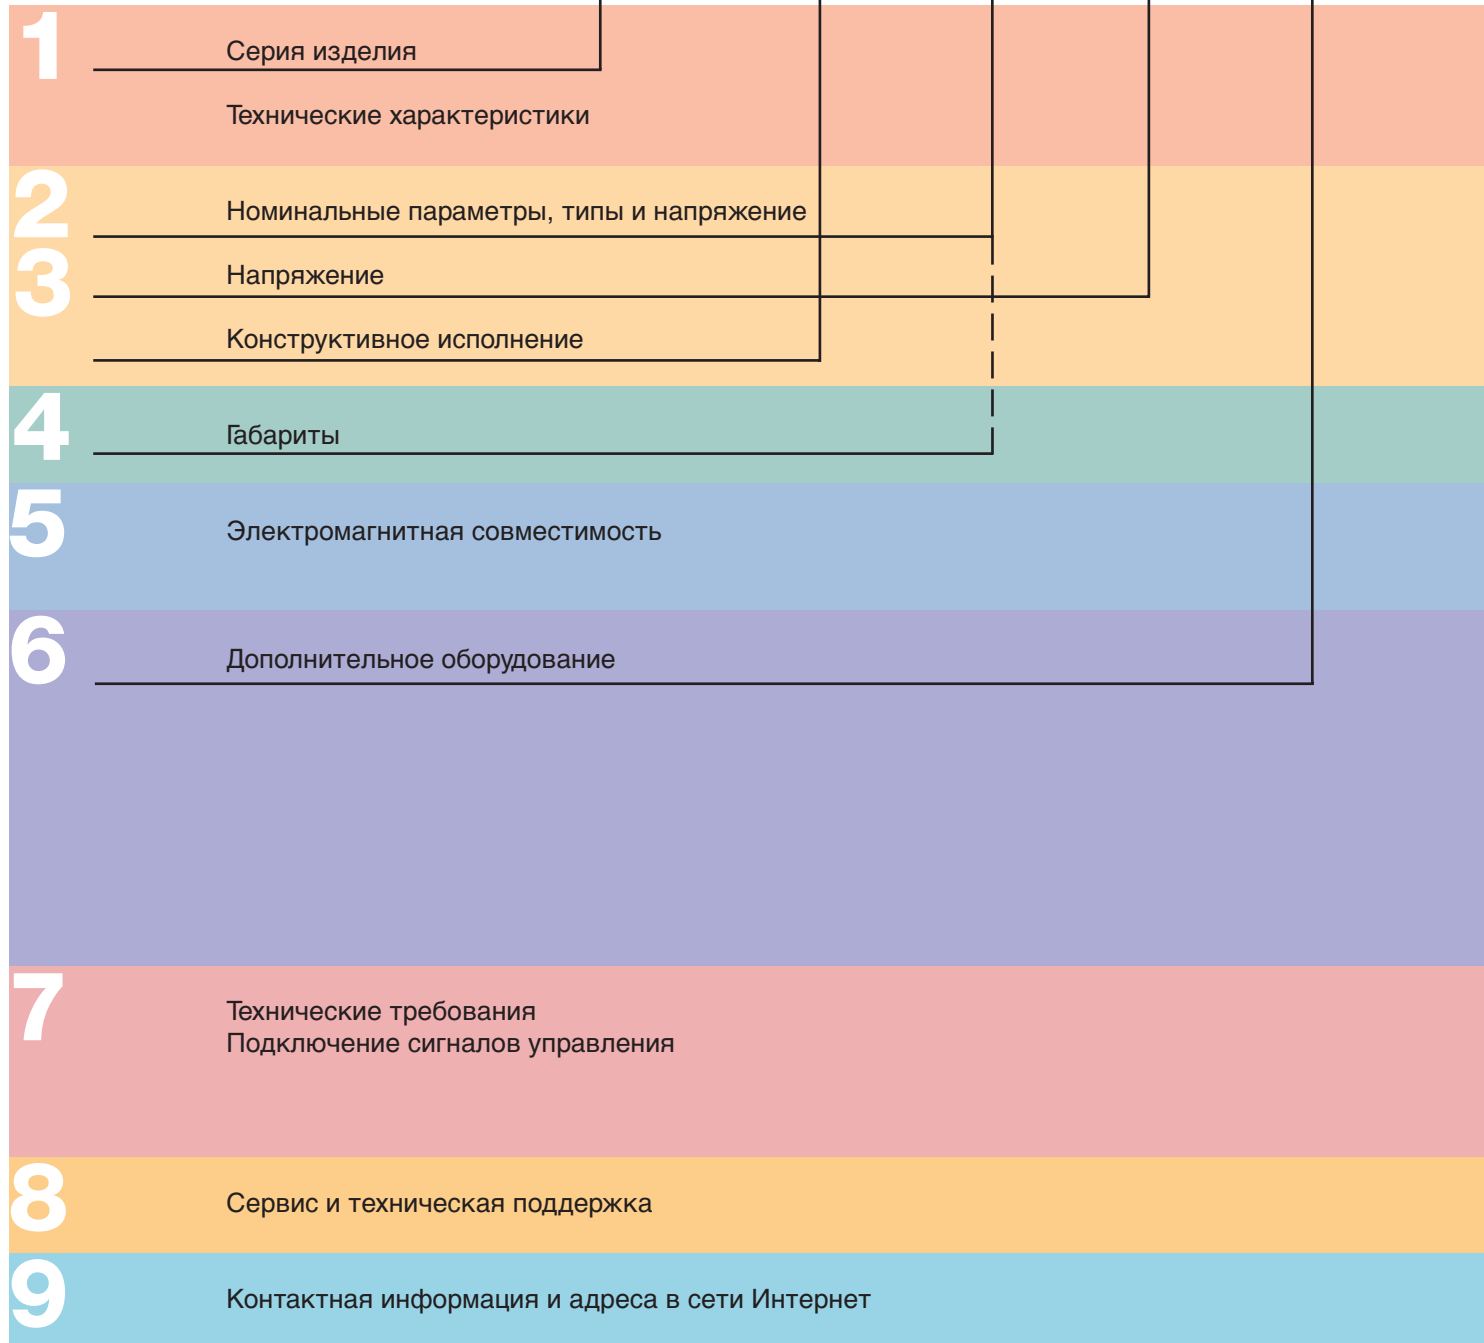 1
Серия изделия
Технические характеристики
2
Номинальные параметры, типы и напряжение
3
Напряжение
Конструктивное исполнение
4
Габариты
5
Электромагнитная совместимость
6
Дополнительное оборудование
7
Технические требования
Подключение сигналов управления
8
Сервис и техническая поддержка
9
Контактная информация и адреса в сети Интернет